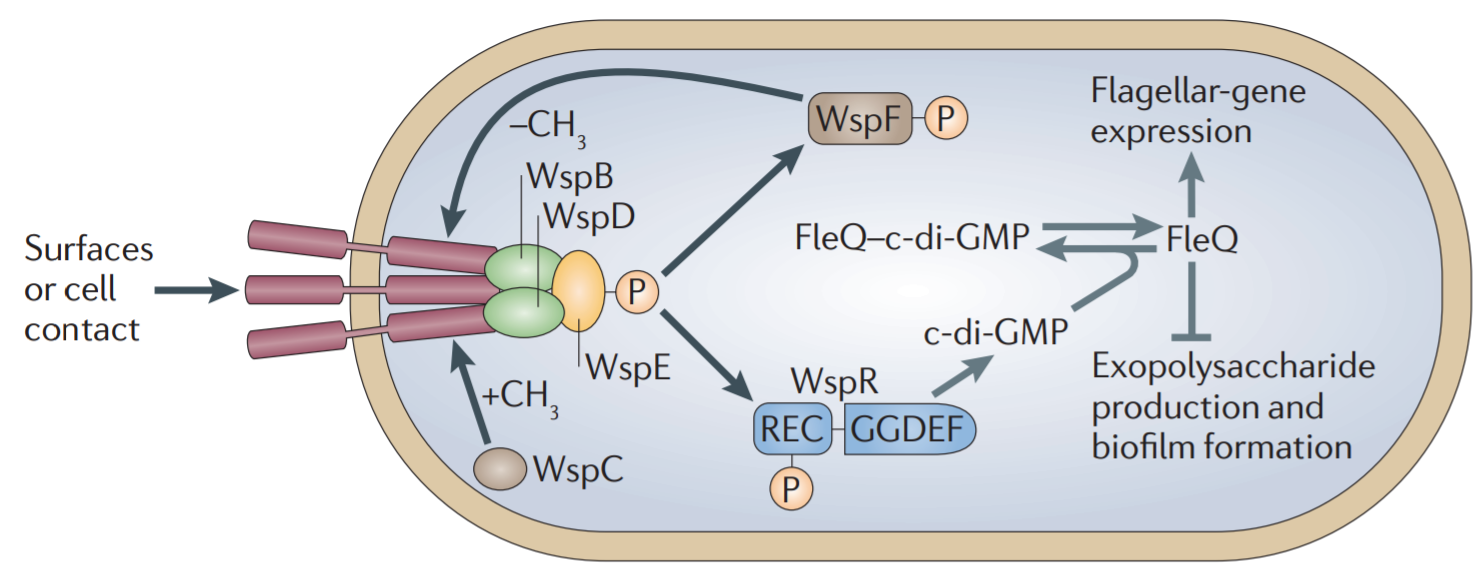 Surfaces
or cell
contact
–CH₃
WspB
WspD
P
WspE
+CH₃
WspC
WspF
P
WspR
REC
GGDEF
P
c-di-GMP
FleQ–c-di-GMP
FleQ
Flagellar-gene
expression
Exopolysaccharide
production and
biofilm formation